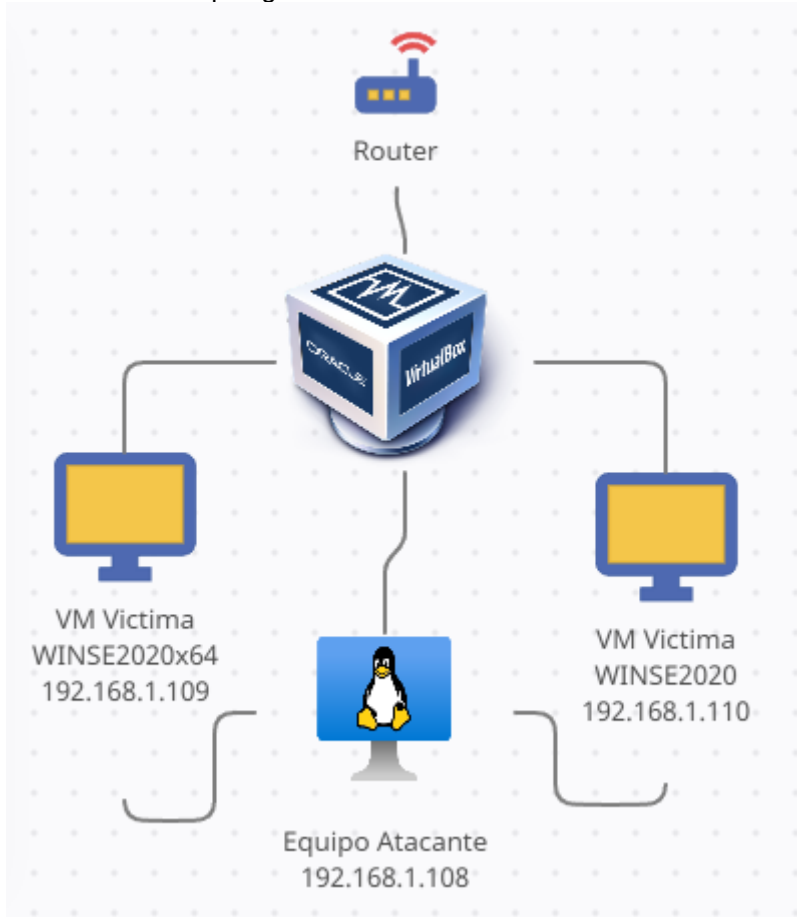 Router
ORACLE
VirtualBox
VM Victima
WINSE2020x64
192.168.1.109
VM Victima
WINSE2020
192.168.1.110
Equipo Atacante
192.168.1.108